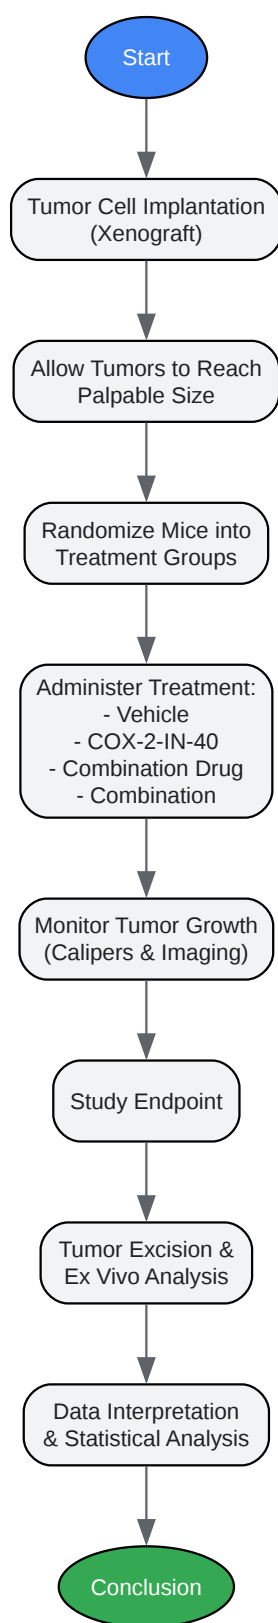 Start
Tumor Cell Implantation
(Xenograft)
Allow Tumors to Reach
Palpable Size
Randomize Mice into
Treatment Groups
Administer Treatment:
- Vehicle
- COX-2-IN-40
- Combination Drug
- Combination
Monitor Tumor Growth
(Calipers & Imaging)
Study Endpoint
Tumor Excision &
Ex Vivo Analysis
Data Interpretation
& Statistical Analysis
Conclusion